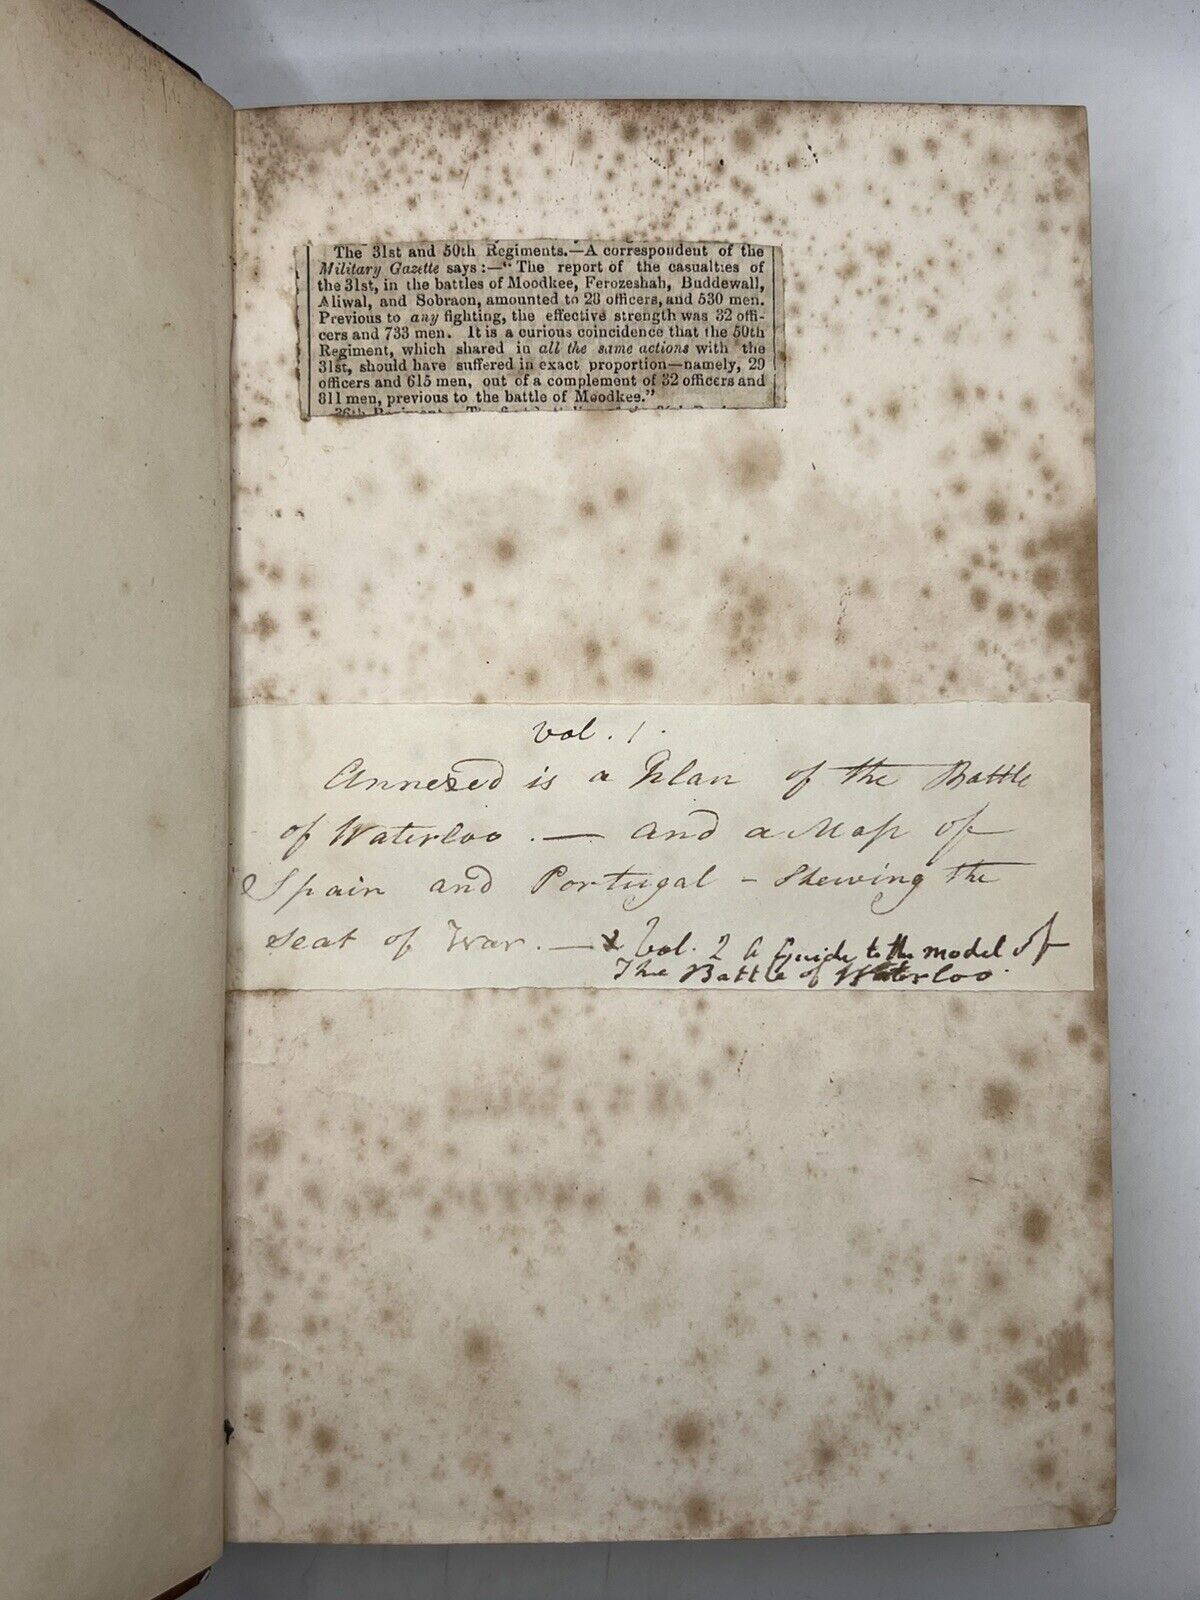 The 31st and 50th Regiments.—A correspondent of the
Military Gazette says:—"The report of the casualties of
the 31st, in the battles of Moodkee, Ferozeshah, Buddewall,
Aliwal, and Sobraon, amounted to 28 officers, and 530 men.
Previous to any fighting, the effective strength was 32 offi-
cers and 733 men. It is a curious coincidence that the 50th
Regiment, which shared in all the same actions with the
31st, should have suffered in exact proportion—namely, 29
officers and 615 men, out of a complement of 32 officers and
811 men, previous to the battle of Moodkee."
vol. 1.
Annexed is a Plan of the Battle
of Waterloo. — and a Map of
Spain and Portugal - Shewing the
seat of War. — & Vol. 2 A Guide to the model of
The Battle of Waterloo.